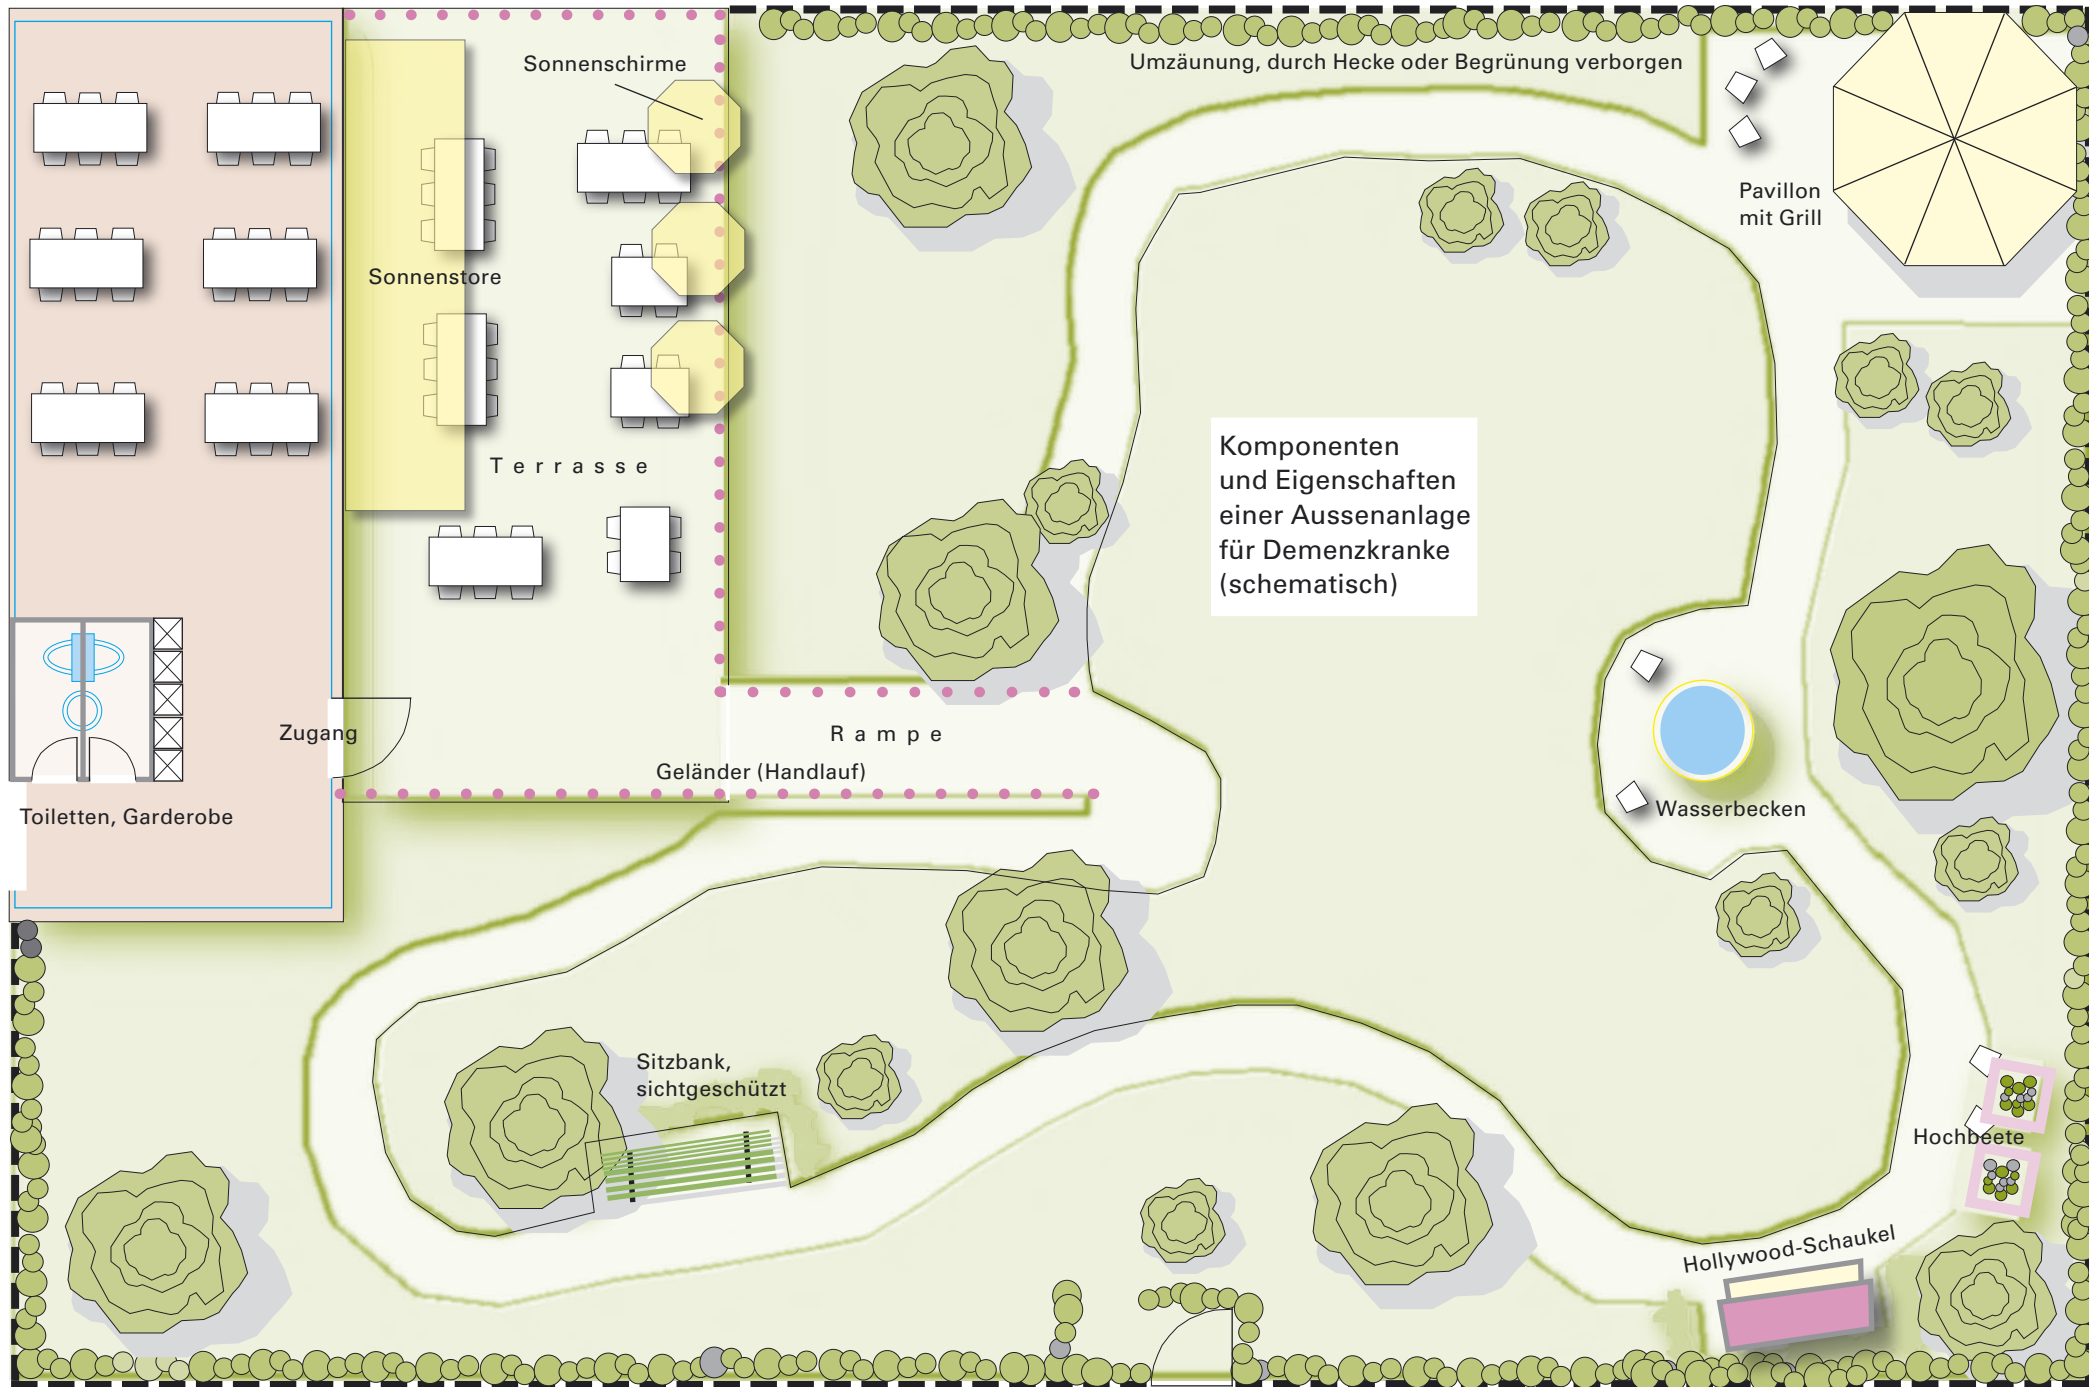 Sonnenschirme
Umzäunung, durch Hecke oder Begrünung verborgen
Pavillon
mit Grill
Sonnenstore
Terrasse
Komponenten
und Eigenschaften
einer Aussenanlage
für Demenzkranke
(schematisch)
Zugang
Rampe
Geländer (Handlauf)
Toiletten, Garderobe
Wasserbecken
Sitzbank,
sichtgeschützt
Hochbeete
Hollywood-Schaukel